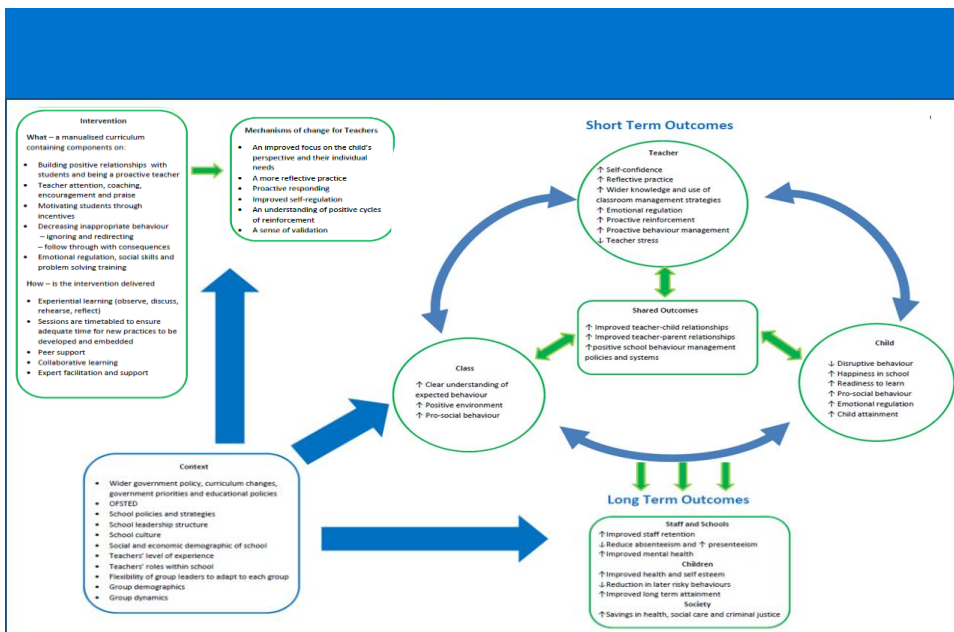 Intervention
What – a manualised curriculum
containing components on:
• Building positive relationships with
students and being a proactive teacher
• Teacher attention, coaching,
encouragement and praise
• Motivating students through
incentives
• Decreasing inappropriate behaviour
– ignoring and redirecting
– follow through with consequences
• Emotional regulation, social skills and
problem solving training
How – is the intervention delivered
• Experiential learning (observe, discuss,
rehearse, reflect)
• Sessions are timetabled to ensure
adequate time for new practices to be
developed and embedded
• Peer support
• Collaborative learning
• Expert facilitation and support
Mechanisms of change for Teachers
• An improved focus on the child's
perspective and their individual
needs
• A more reflective practice
• Proactive responding
• Improved self-regulation
• An understanding of positive cycles
of reinforcement
• A sense of validation
Short Term Outcomes
Teacher
↑ Self-confidence
↑ Reflective practice
↑ Wider knowledge and use of
classroom management strategies
↑ Emotional regulation
↑ Proactive reinforcement
↑ Proactive behaviour management
↓ Teacher stress
Shared Outcomes
↑ Improved teacher-child relationships
↑ Improved teacher-parent relationships
↑positive school behaviour management
policies and systems
Class
↑ Clear understanding of
expected behaviour
↑ Positive environment
↑ Pro-social behaviour
Child
↓ Disruptive behaviour
↑ Happiness in school
↑ Readiness to learn
↑ Pro-social behaviour
↑ Emotional regulation
↑ Child attainment
Context
• Wider government policy, curriculum changes,
government priorities and educational policies
• OFSTED
• School policies and strategies
• School leadership structure
• School culture
• Social and economic demographic of school
• Teachers' level of experience
• Teachers' roles within school
• Flexibility of group leaders to adapt to each group
• Group demographics
• Group dynamics
Long Term Outcomes
Staff and Schools
↑Improved staff retention
↓Reduce absenteeism and ↑ presenteeism
↑Improved mental health
Children
↑Improved health and self esteem
↓Reduction in later risky behaviours
↑Improved long term attainment
Society
↑Savings in health, social care and criminal justice